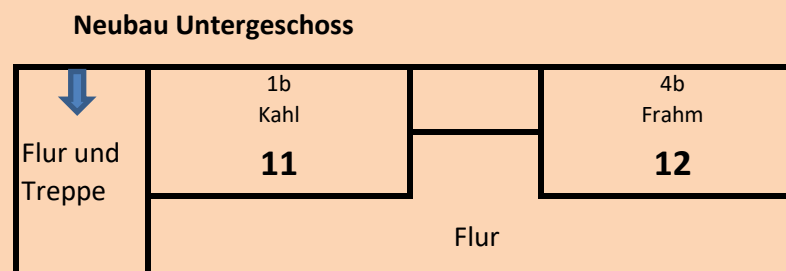 Neubau Untergeschoss
1b
Kahl
11
4b
Frahm
12
Flur und
Treppe
Flur